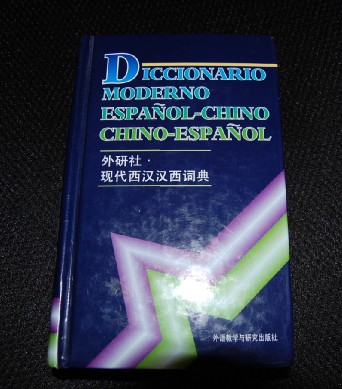 DICCIONARIO
MODERNO
ESPAÑOL-CHINO
CHINO-ESPAÑOL
外研社·
现代西汉汉西词典
外语教学与研究出版社